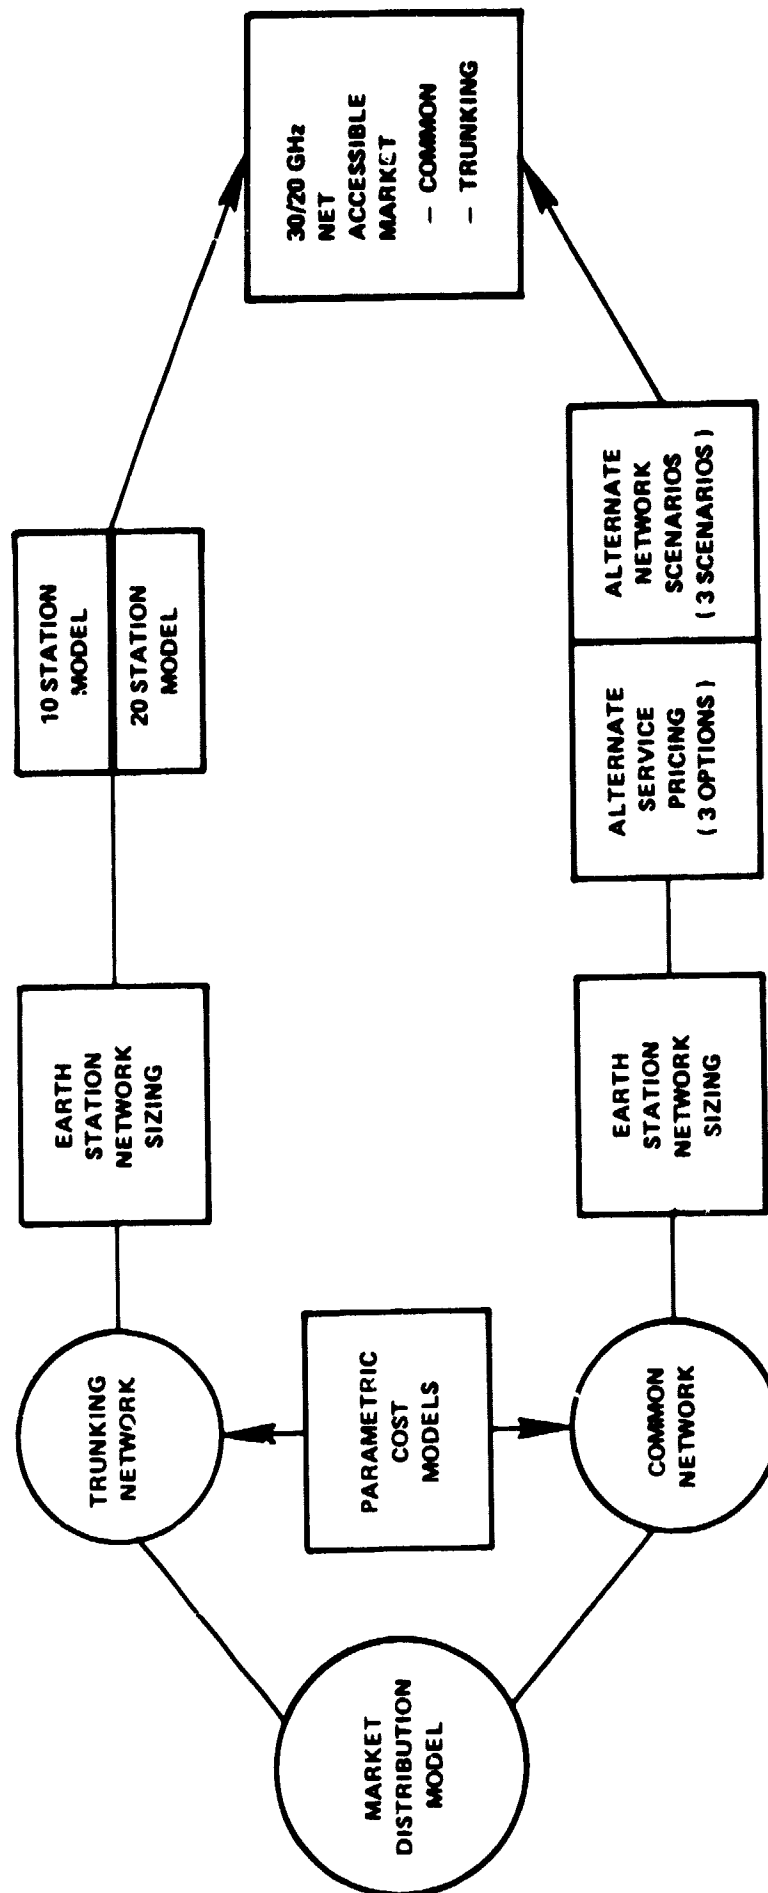 MARKET
DISTRIBUTION
MODEL
TRUNKING
NETWORK
PARAMETRIC
COST
MODELS
COMMON
NETWORK
EARTH
STATION
NETWORK
SIZING
EARTH
STATION
NETWORK
SIZING
10 STATION
MODEL
20 STATION
MODEL
ALTERNATE
SERVICE
PRICING
( 3 OPTIONS )
ALTERNATE
NETWORK
SCENARIOS
( 3 SCENARIOS )
30/20 GHz
NET
ACCESSIBLE
MARKET
– COMMON
– TRUNKING